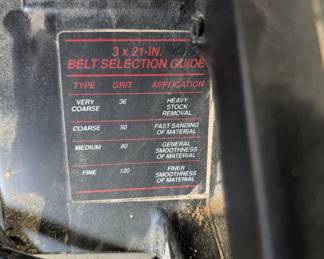 3 x 21-IN.
BELT SELECTION GUIDE
TYPE GRIT APPLICATION
VERY COARSE 36 HEAVY STOCK REMOVAL
COARSE 50 FAST SANDING OF MATERIAL
MEDIUM 80 GENERAL SMOOTHNESS OF MATERIAL
FINE 120 FINER SMOOTHNESS OF MATERIAL